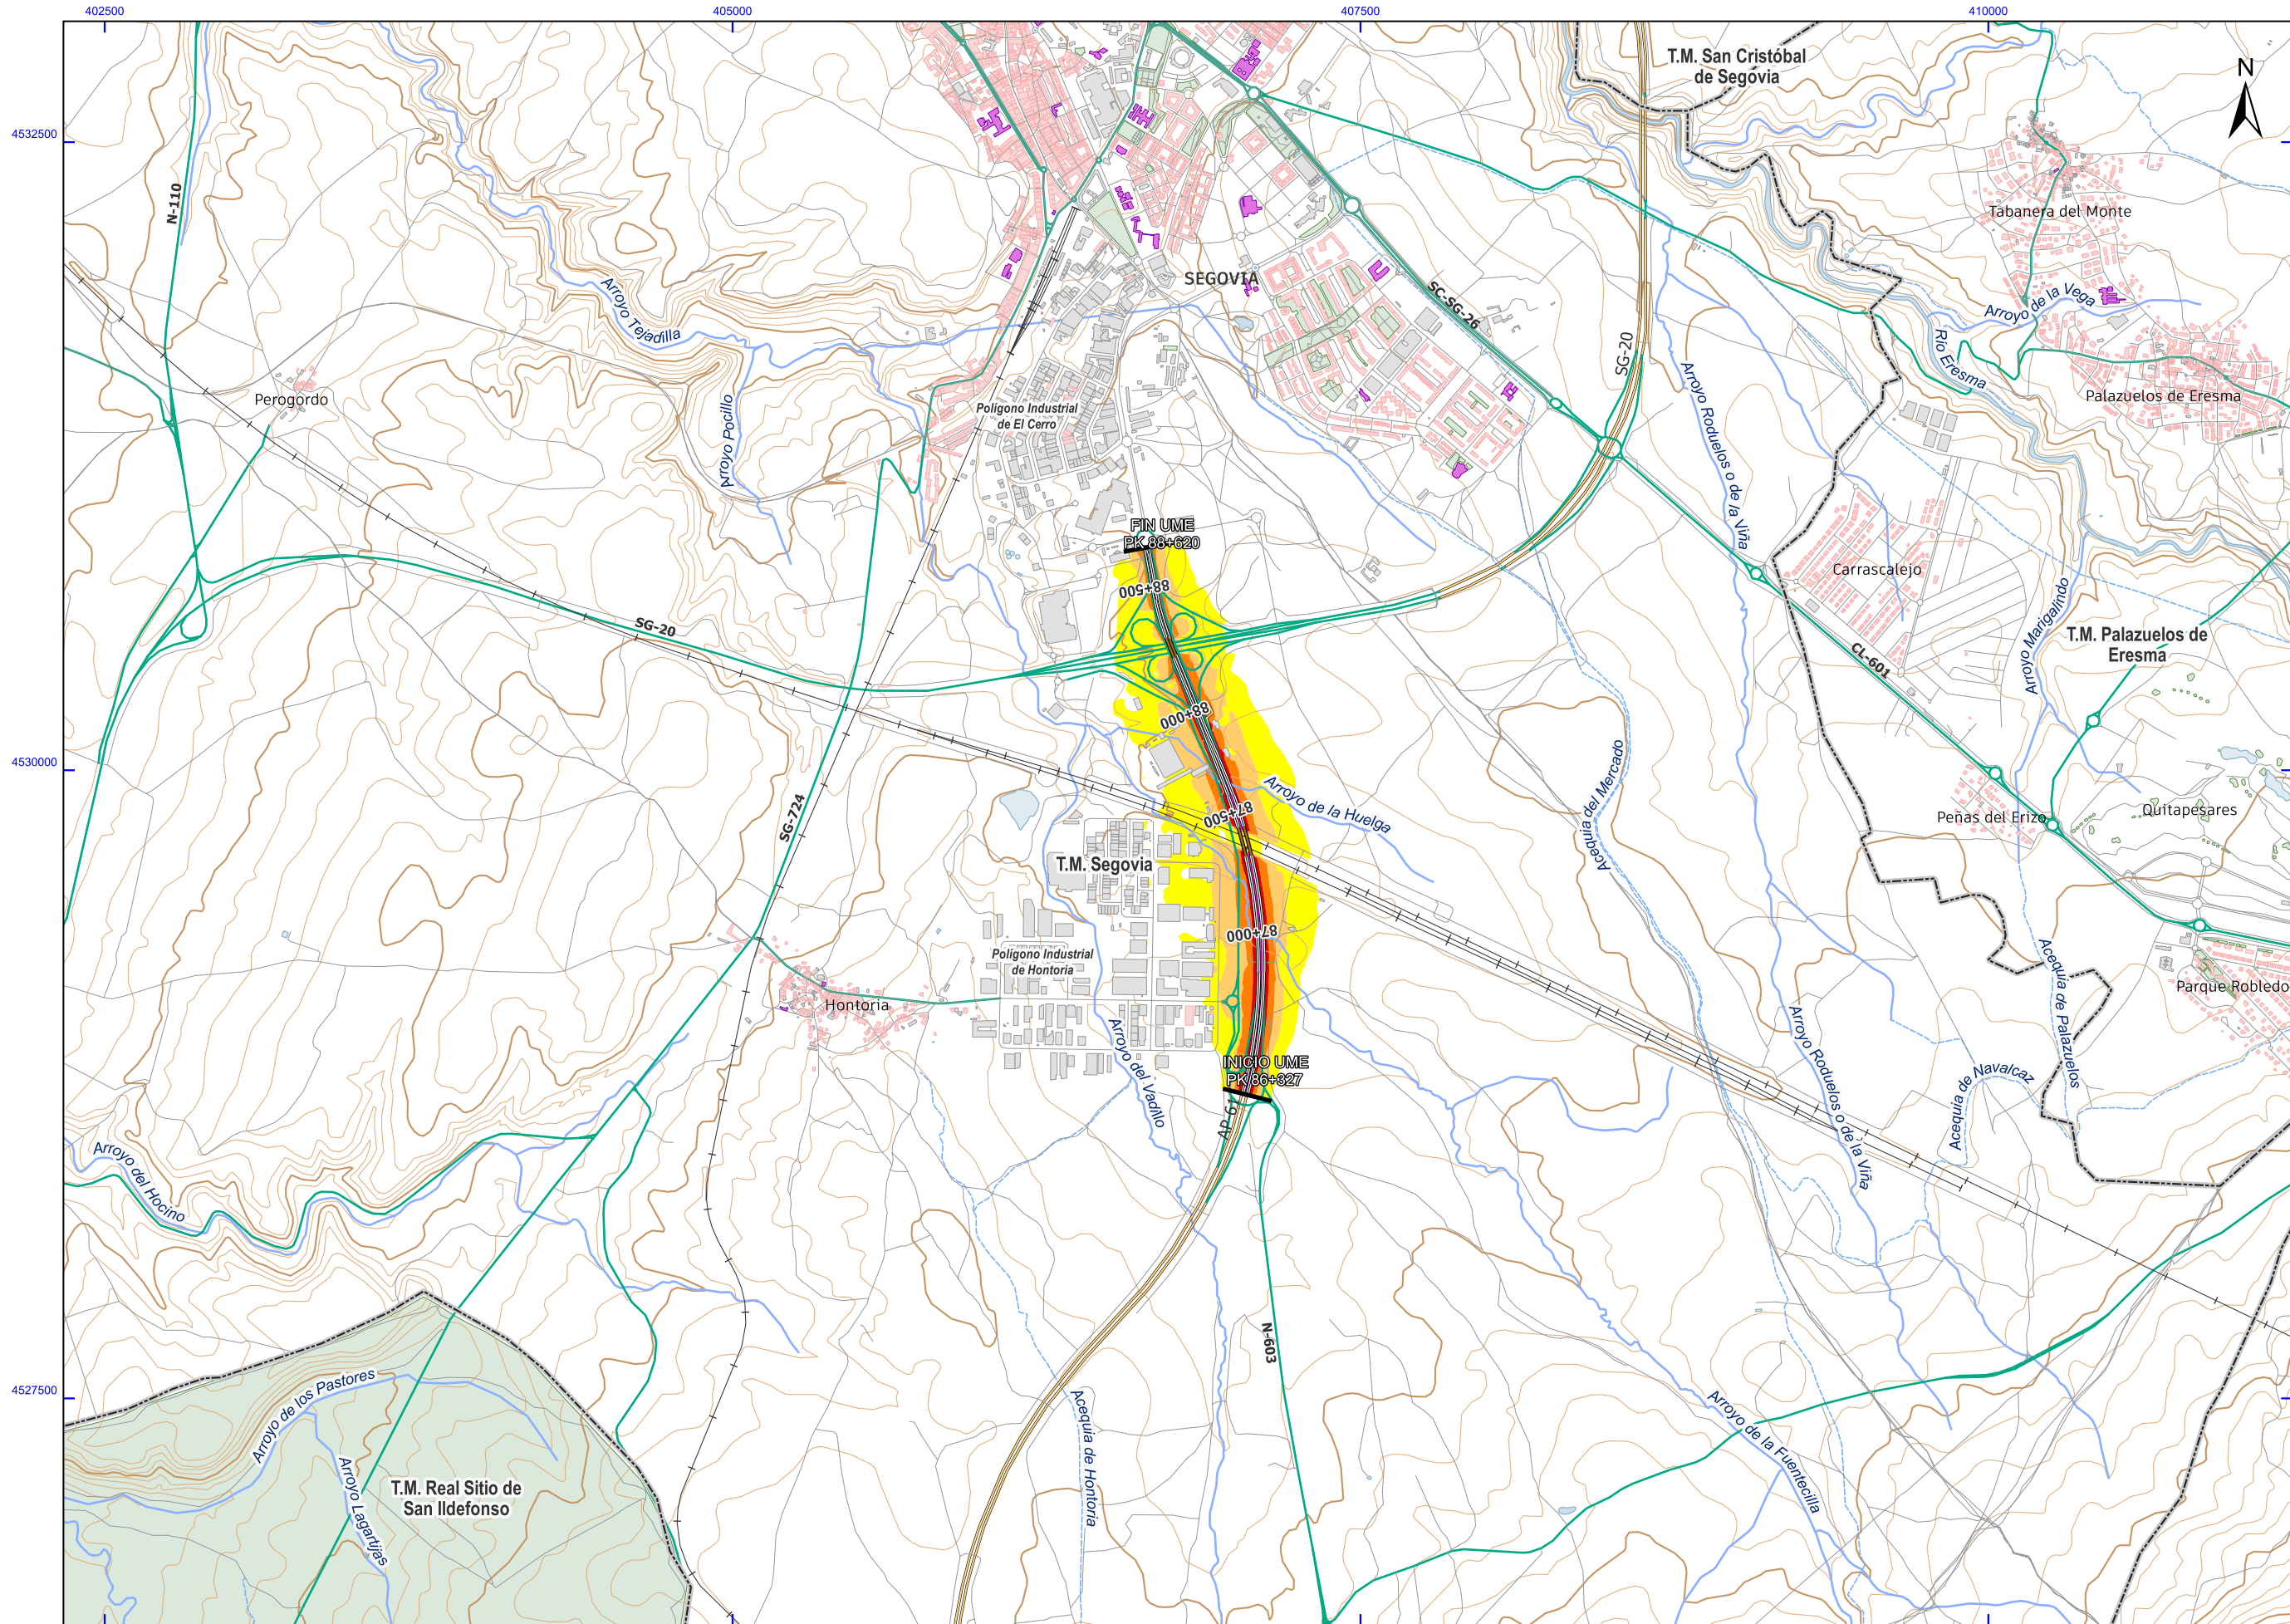 402500
405000
407500
410000
T.M. San Cristóbal
de Segovia
N
4532500
N-110
Tabanera del Monte
SEGOVIA
Arroyo Tejadilla
SC-SG-26
Arroyo de la Vega
SG-20
Río Eresma
Perogordo
Arroyo Pocillo
Polígono Industrial
de El Cerro
Arroyo Roduelos o de la Viña
Palazuelos de Eresma
FIN UME
PK 88+620
Carrascalejo
88+500
Arroyo Marigalindo
SG-20
T.M. Palazuelos de
Eresma
CL-601
88+000
4530000
Acequia del Mercado
SG-724
87+500
Arroyo de la Huelga
Quitapesares
Peñas del Erizo
T.M. Segovia
87+000
Polígono Industrial
de Hontoria
Hontoria
Acequia de Palazuelos
Parque Robledo
Arroyo del Vadillo
INICIO UME
PK 86+327
Arroyo Roduelos o de la Viña
Acequia de Navalcaz
AP-61
Arroyo del Hocino
N-603
4527500
Arroyo de los Pastores
Acequia de Hontoria
Arroyo de la Fuentecilla
T.M. Real Sitio de
San Ildefonso
Arroyo Lagartijas